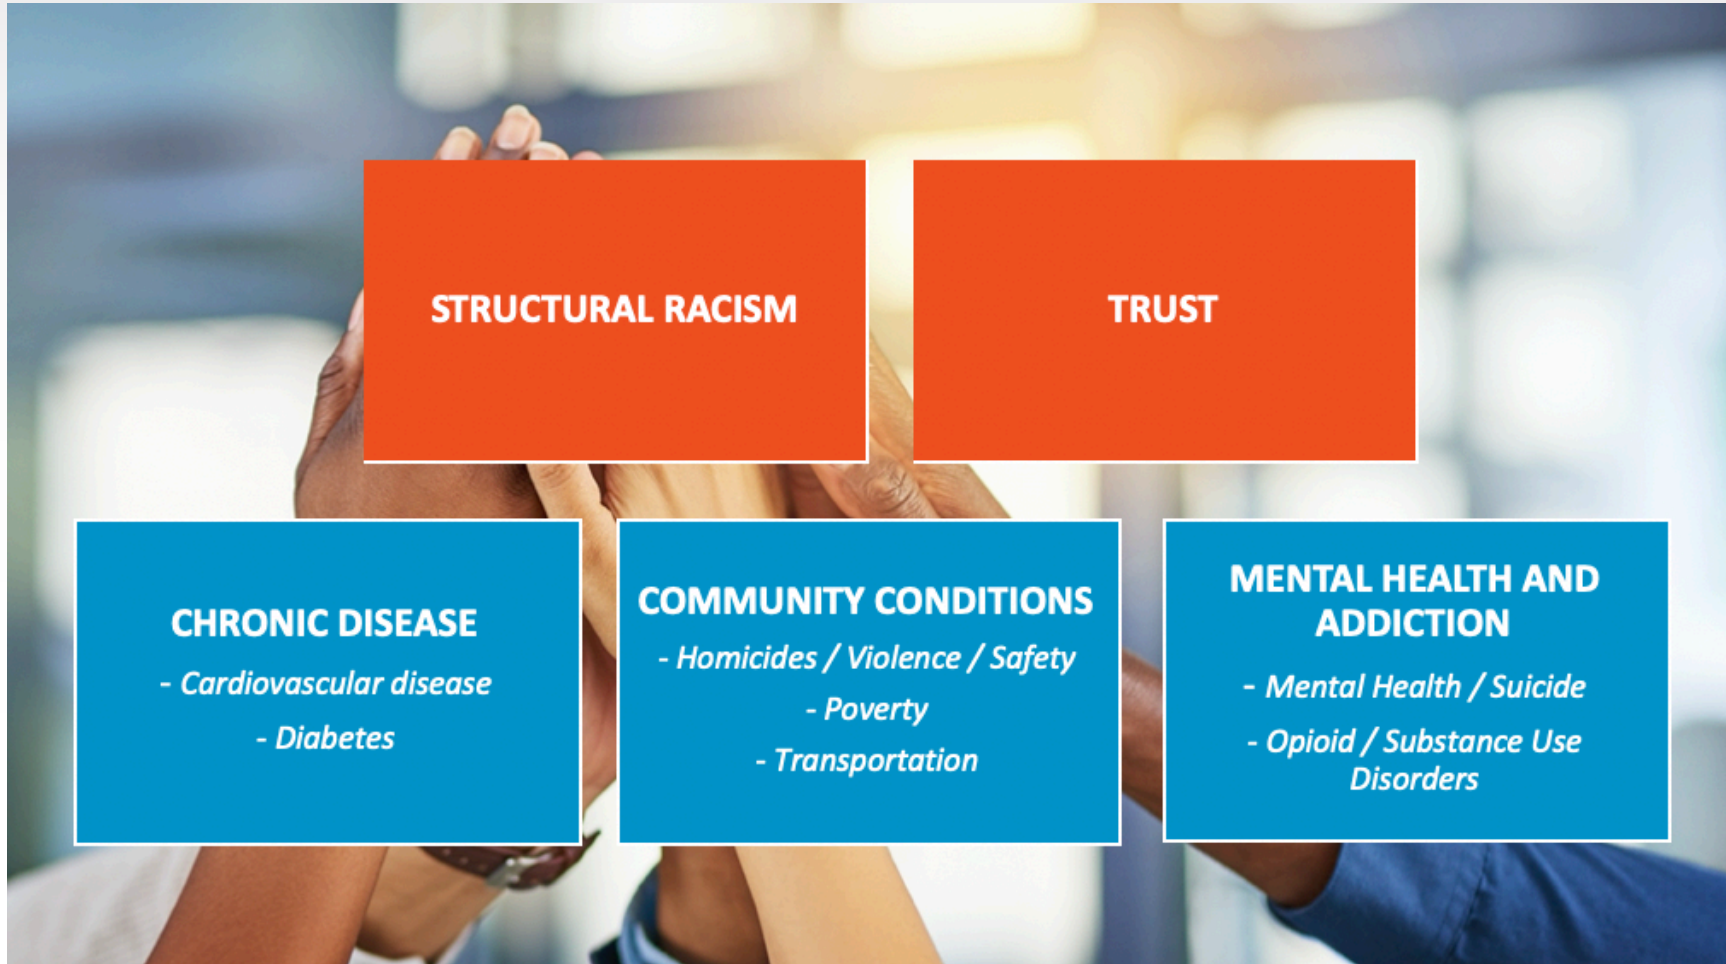 STRUCTURAL RACISM
TRUST
CHRONIC DISEASE
- Cardiovascular disease
- Diabetes
COMMUNITY CONDITIONS
- Homicides / Violence / Safety
- Poverty
- Transportation
MENTAL HEALTH AND
ADDICTION
- Mental Health / Suicide
- Opioid / Substance Use
Disorders